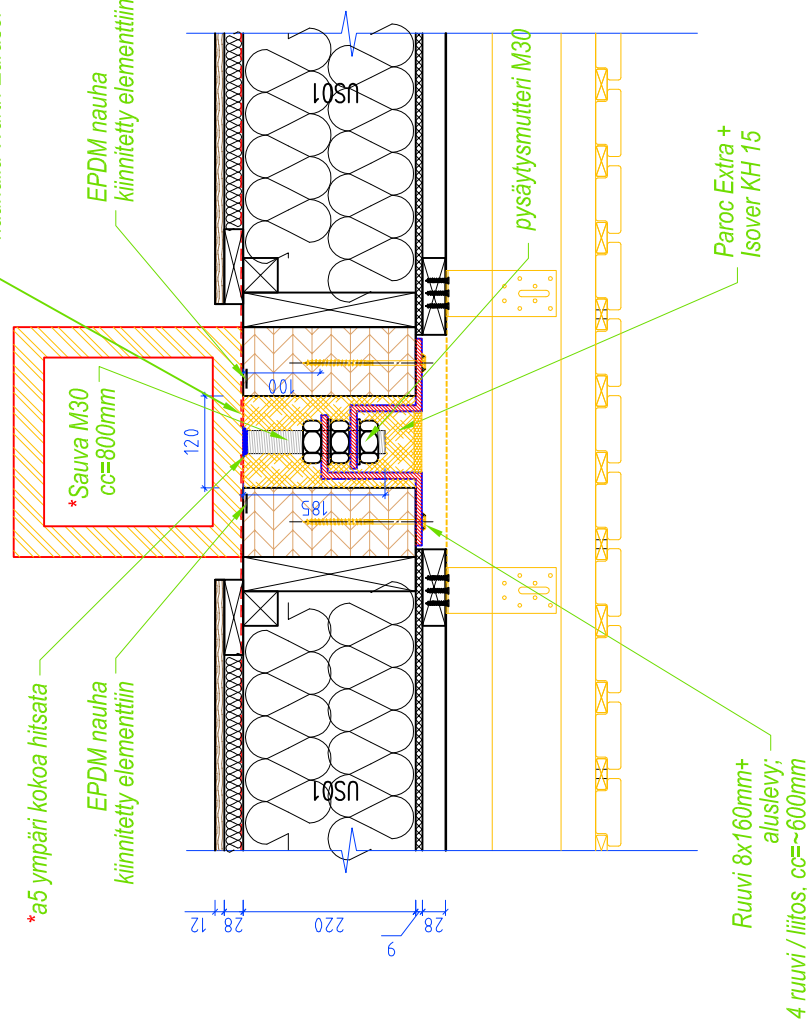 EPDM nauha
kiinnitetty elementtiin
US01
pysäytysmutteri M30
Paroc Extra +
Isover KH 15
*Sauva M30
cc=800mm
120
100
185
*a5 ympäri kokoa hitsata
EPDM nauha
kiinnitetty elementtiin
US01
12
28
220
9
28
Ruuvi 8x160mm+
aluslevy;
4 ruuvi / liitos, cc=~600mm